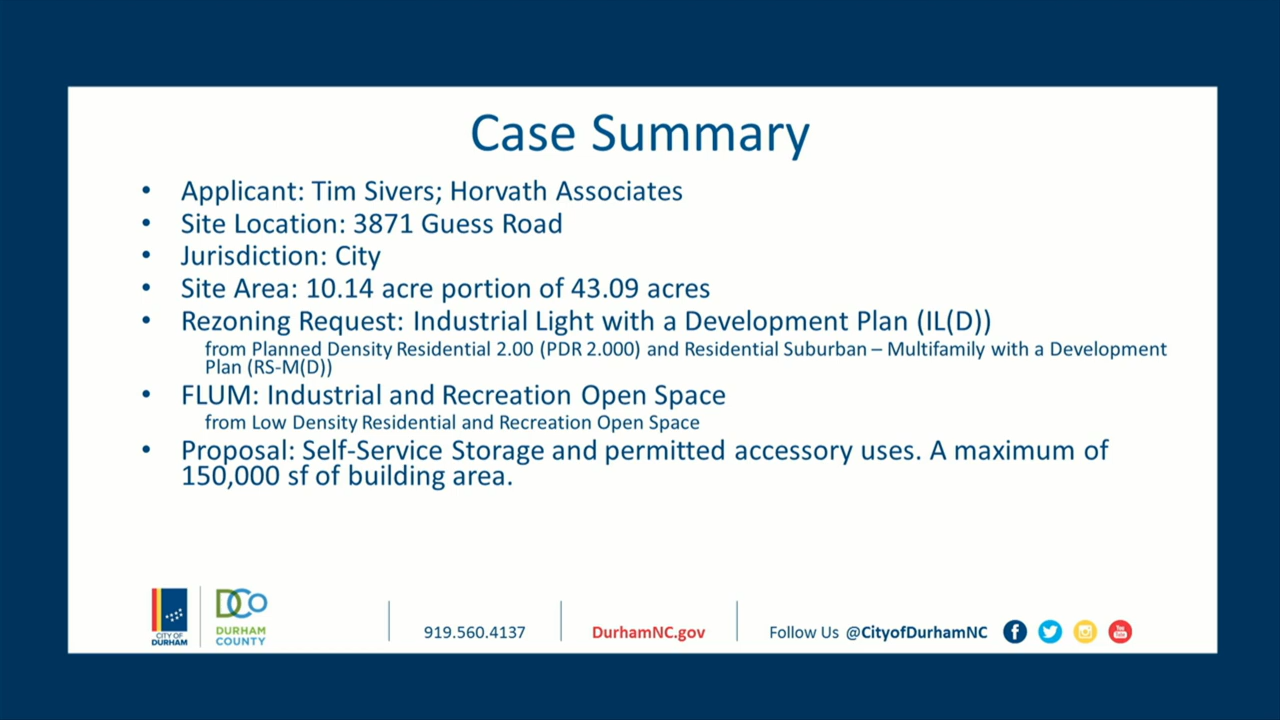 Case Summary
• Applicant: Tim Sivers; Horvath Associates
• Site Location: 3871 Guess Road
• Jurisdiction: City
• Site Area: 10.14 acre portion of 43.09 acres
• Rezoning Request: Industrial Light with a Development Plan (IL(D))
from Planned Density Residential 2.00 (PDR 2.000) and Residential Suburban – Multifamily with a Development
Plan (RS-M(D))
• FLUM: Industrial and Recreation Open Space
from Low Density Residential and Recreation Open Space
• Proposal: Self-Service Storage and permitted accessory uses. A maximum of
150,000 sf of building area.
CITY OF
DURHAM
DCo
DURHAM
COUNTY
919.560.4137
DurhamNC.gov
Follow Us @CityofDurhamNC
You
Tube